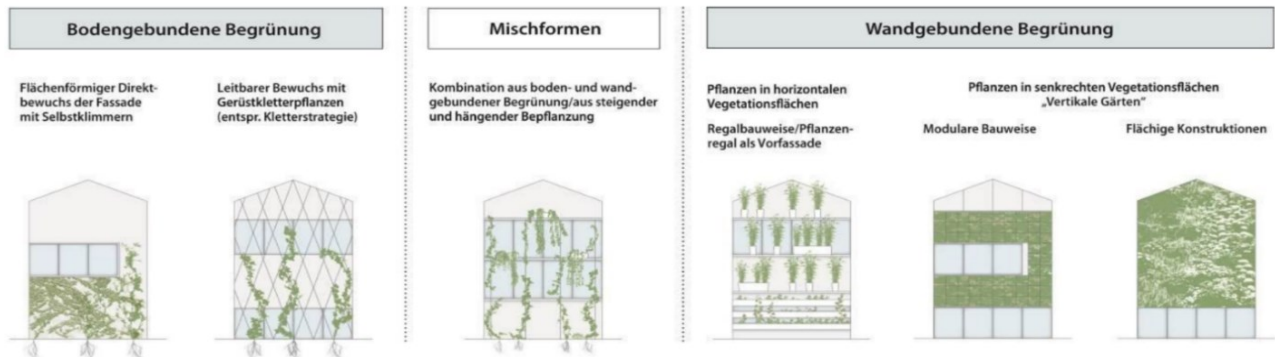 Bodengebundene Begrünung
Flächenförmiger Direkt-
bewuchs der Fassade
mit Selbstklimmern
Leitbarer Bewuchs mit
Gerüstkletterpflanzen
(entspr. Kletterstrategie)
Mischformen
Kombination aus boden- und wand-
gebundener Begrünung/aus steigender
und hängender Bepflanzung
Wandgebundene Begrünung
Pflanzen in horizontalen
Vegetationsflächen
Regalbauweise/Pflanzen-
regal als Vorfassade
Pflanzen in senkrechten Vegetationsflächen
„Vertikale Gärten“
Modulare Bauweise
Flächige Konstruktionen